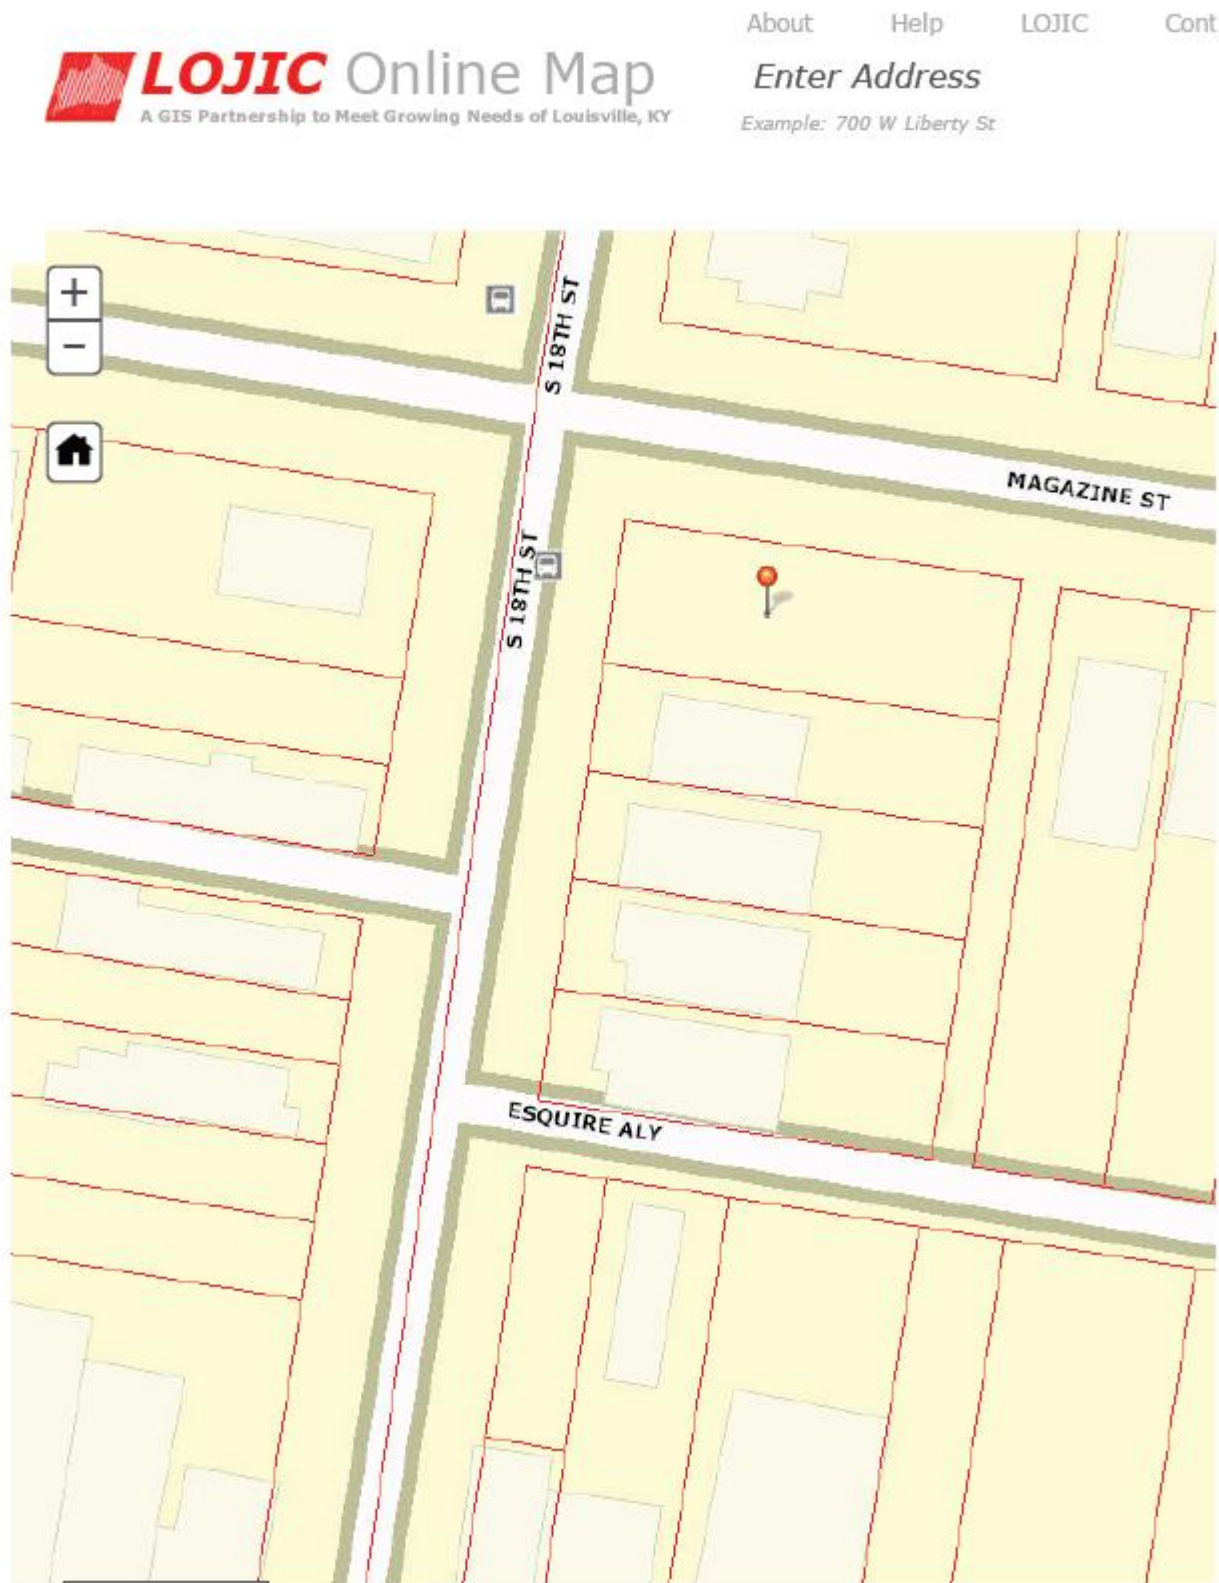 About Help LOJIC Cont
LOJIC Online Map
Enter Address
A GIS Partnership to Meet Growing Needs of Louisville, KY
Example: 700 W Liberty St
+
−
S 18TH ST
MAGAZINE ST
S 18TH ST
ESQUIRE ALY